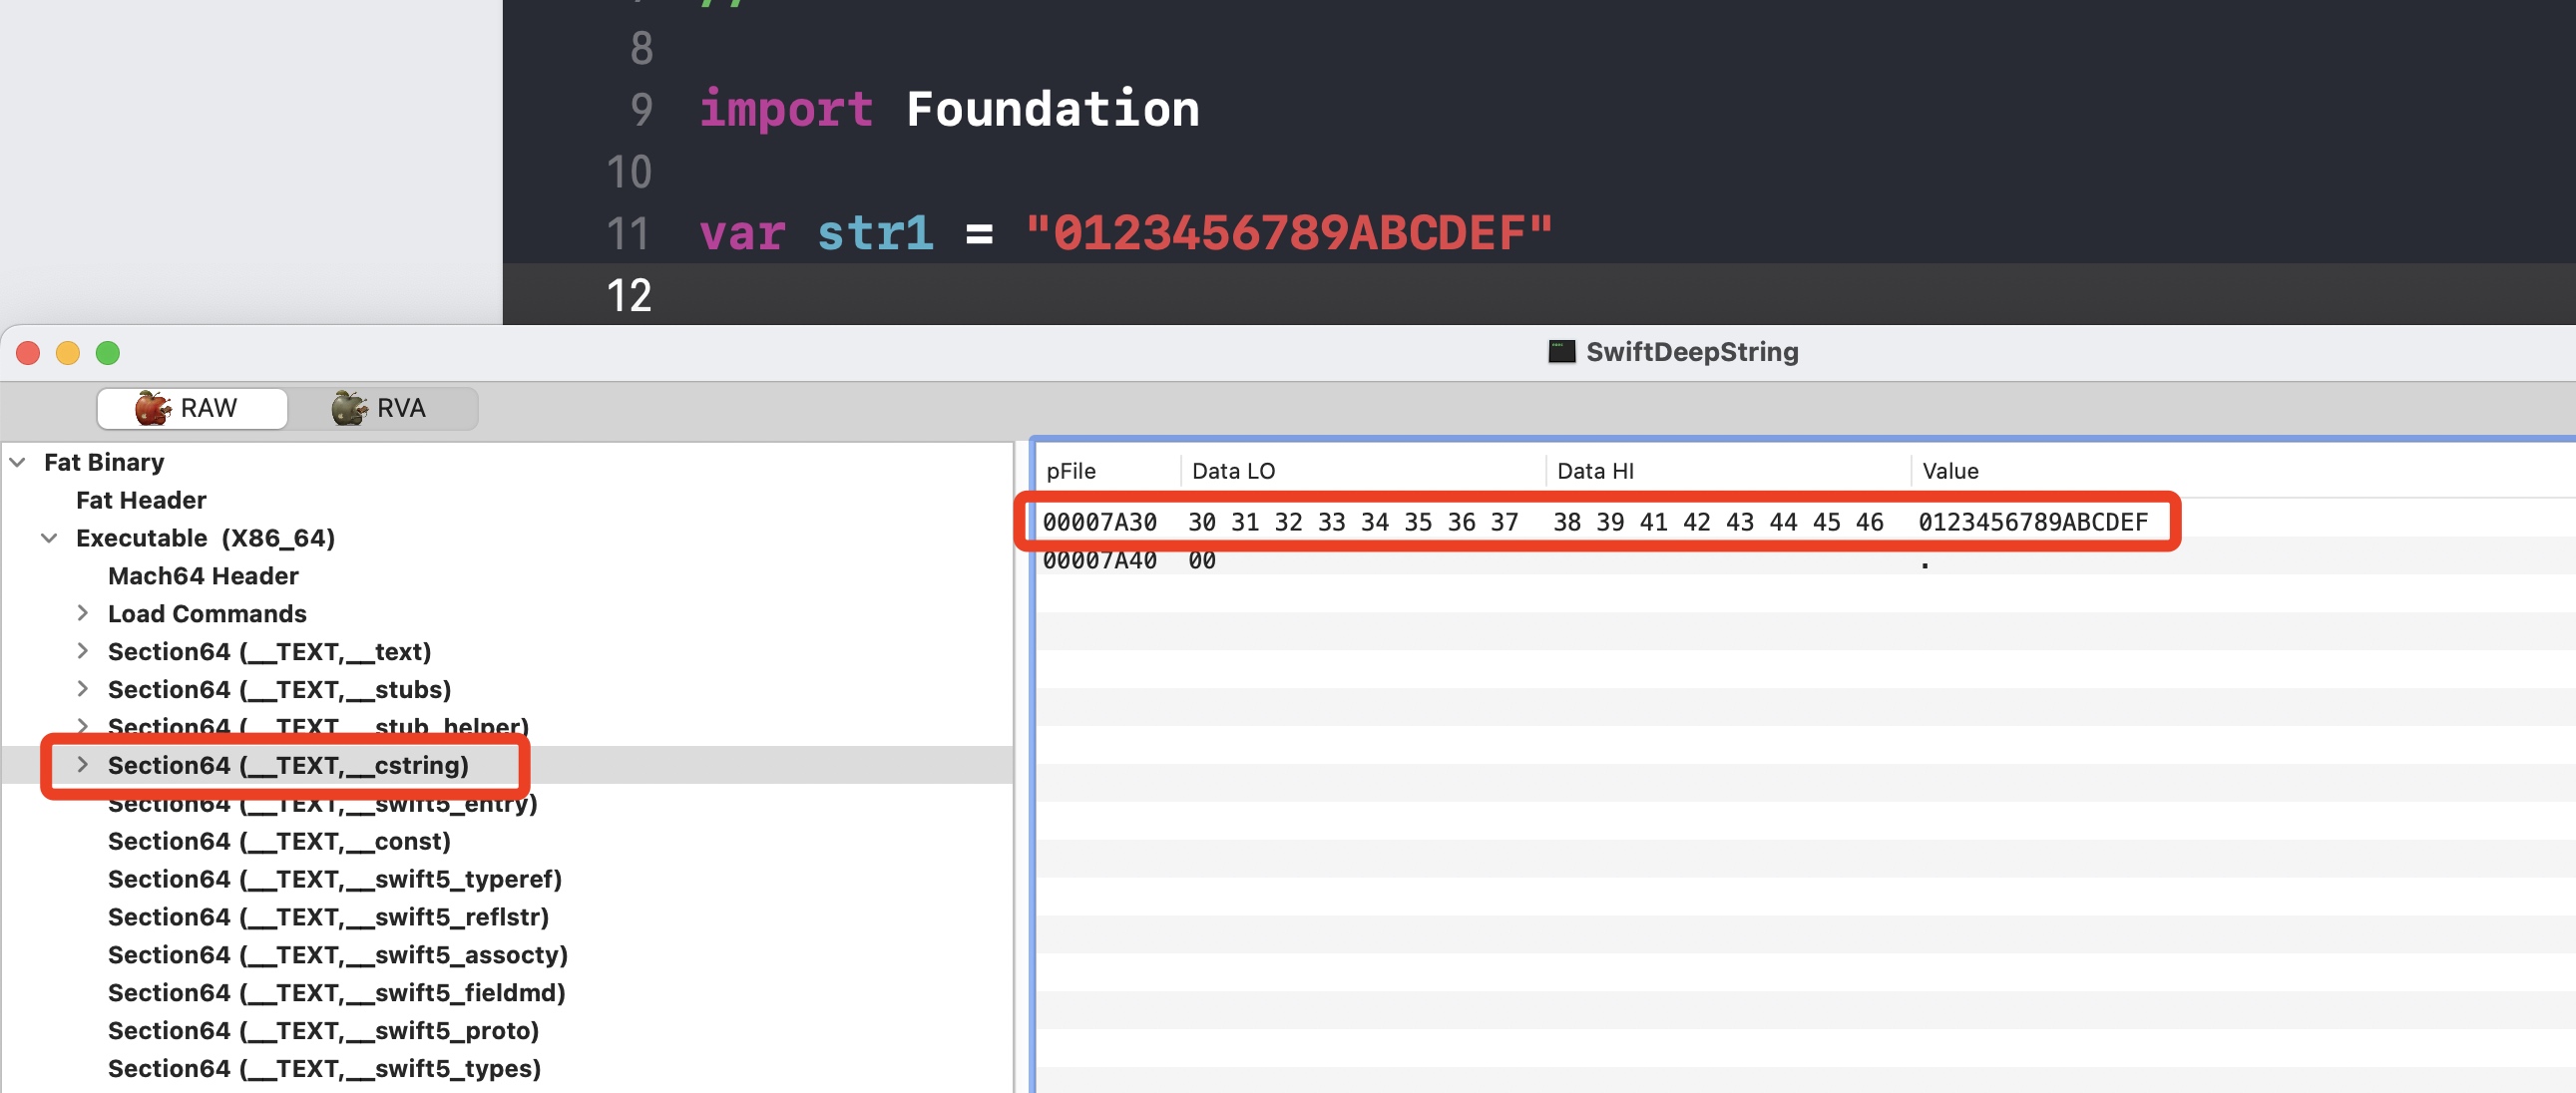 //
8
9 import Foundation
10
11 var str1 = "0123456789ABCDEF"
12
SwiftDeepString
RAW RVA
Fat Binary
Fat Header
Executable (X86_64)
Mach64 Header
Load Commands
Section64 (__TEXT,__text)
Section64 (__TEXT,__stubs)
Section64 (__TEXT,__stub_helper)
Section64 (__TEXT,__cstring)
Section64 (__TEXT,__swift5_entry)
Section64 (__TEXT,__const)
Section64 (__TEXT,__swift5_typeref)
Section64 (__TEXT,__swift5_reflstr)
Section64 (__TEXT,__swift5_assocty)
Section64 (__TEXT,__swift5_fieldmd)
Section64 (__TEXT,__swift5_proto)
Section64 (__TEXT,__swift5_types)
pFile Data LO Data HI Value
00007A30 30 31 32 33 34 35 36 37 38 39 41 42 43 44 45 46 0123456789ABCDEF
00007A40 00 .